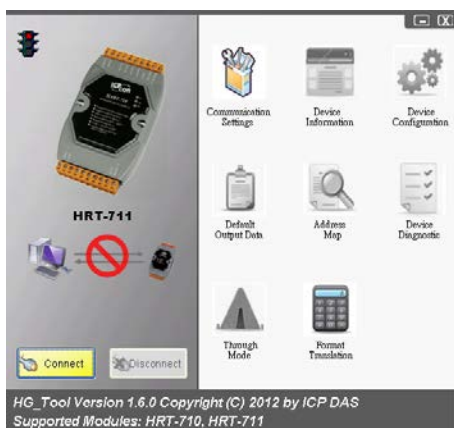 HRT-711
Connect
Disconnect
Communication
Settings
Device
Information
Device
Configuration
Default
Output Data
Address
Map
Device
Diagnostic
Through
Mode
Format
Translation
HG_Tool Version 1.6.0 Copyright (C) 2012 by ICP DAS
Supported Modules: HRT-710, HRT-711